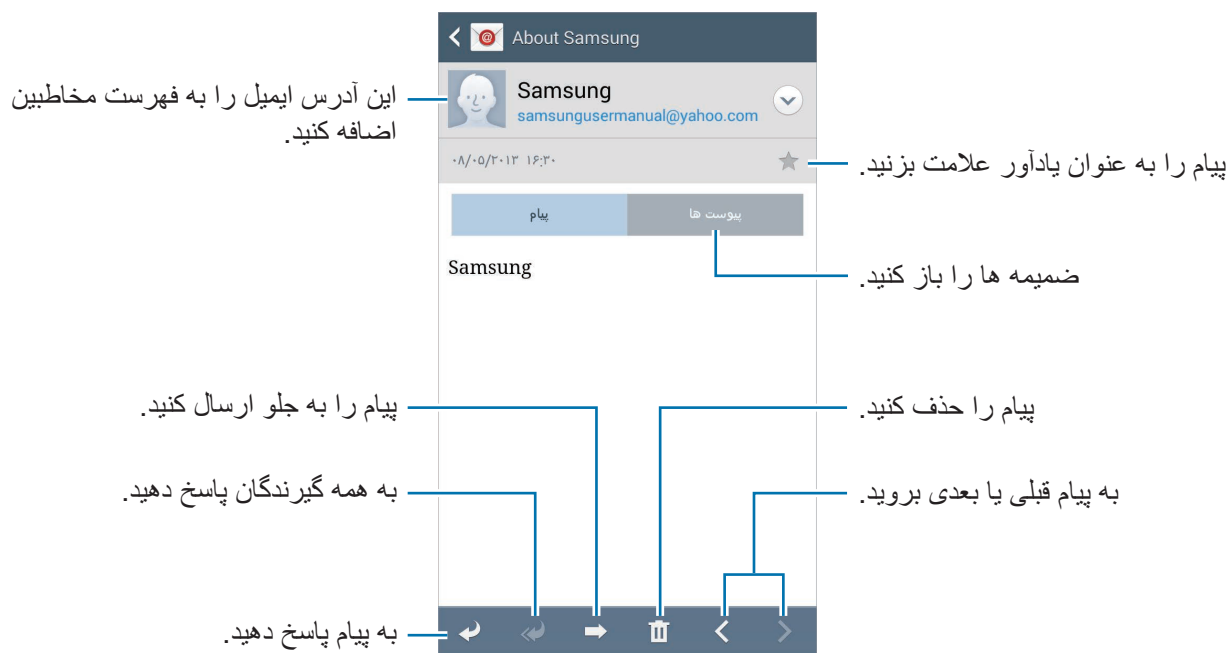 About Samsung
Samsung
samsungusermanual@yahoo.com
این آدرس ایمیل را به فهرست مخاطبین
اضافه کنید.
۰۸/۰۵/۲۰۱۳ ۱۶:۳۰
پیام را به عنوان یادآور علامت بزنید.
پیوست ها
پیام
Samsung
ضمیمه ها را باز کنید.
پیام را حذف کنید.
پیام را به جلو ارسال کنید.
به پیام قبلی یا بعدی بروید.
به همه گیرندگان پاسخ دهید.
به پیام پاسخ دهید.